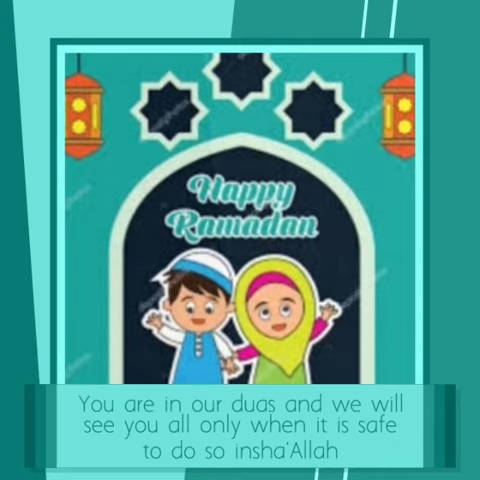 Happy
Ramadan
You are in our duas and we will
see you all only when it is safe
to do so insha'Allah